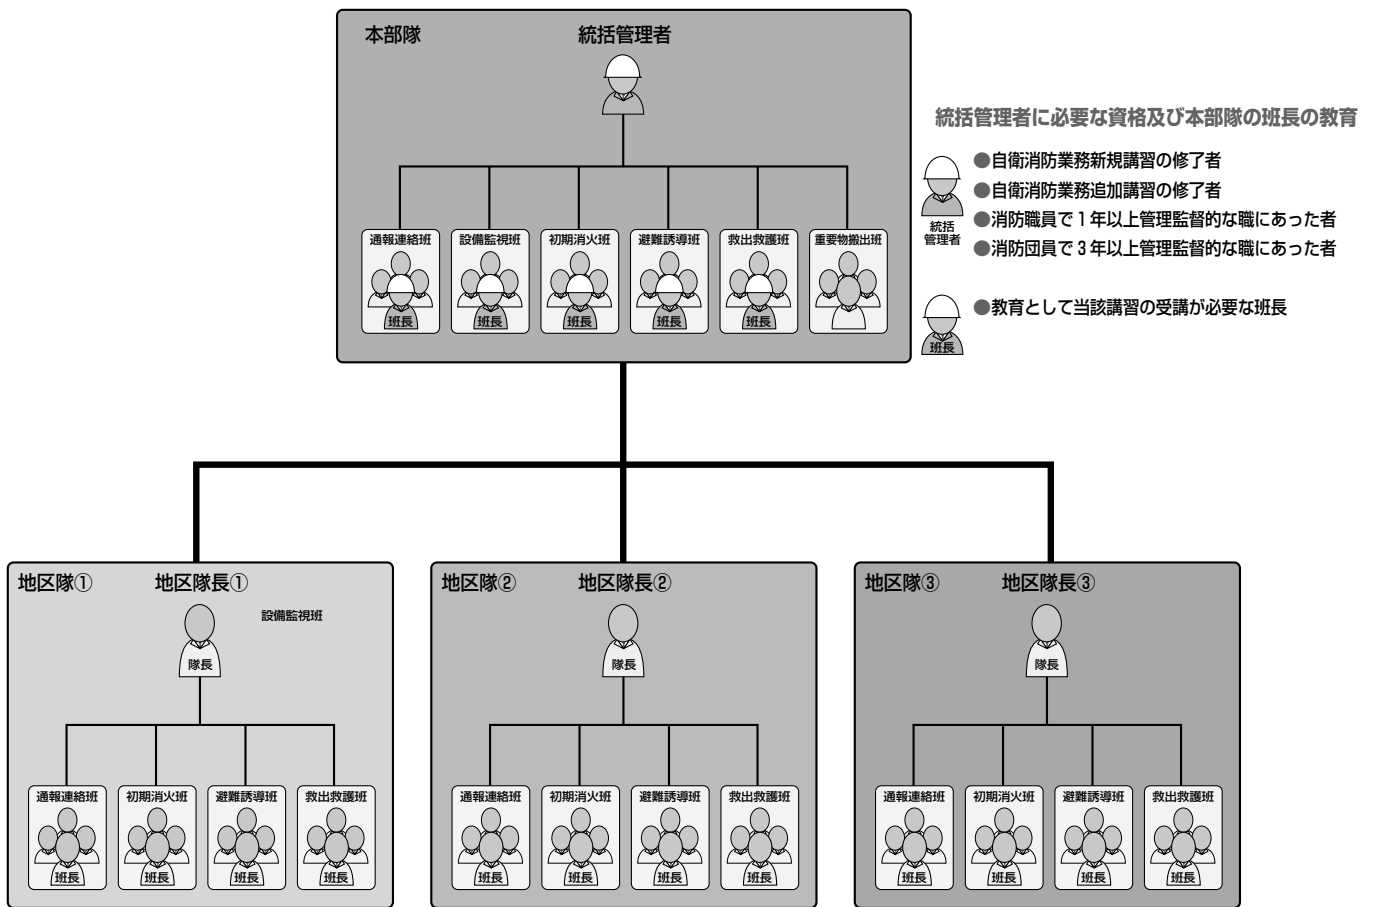 本部隊
統括管理者
通報連絡班
設備監視班
初期消火班
避難誘導班
救出救護班
重要物搬出班
班長
班長
班長
班長
班長
統括管理者に必要な資格及び本部隊の班長の教育
●自衛消防業務新規講習の修了者
●自衛消防業務追加講習の修了者
●消防職員で1年以上管理監督的な職にあった者
●消防団員で3年以上管理監督的な職にあった者
統括
管理者
●教育として当該講習の受講が必要な班長
班長
地区隊①
地区隊長①
設備監視班
隊長
通報連絡班
初期消火班
避難誘導班
救出救護班
班長
班長
班長
班長
地区隊②
地区隊長②
隊長
通報連絡班
初期消火班
避難誘導班
救出救護班
班長
班長
班長
班長
地区隊③
地区隊長③
隊長
通報連絡班
初期消火班
避難誘導班
救出救護班
班長
班長
班長
班長